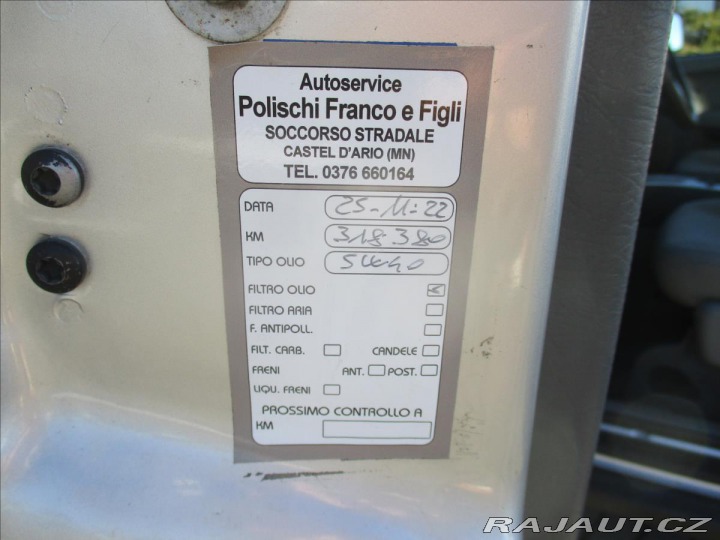 Autoservice
Polischi Franco e Figli
SOCCORSO STRADALE
CASTEL D'ARIO (MN)
TEL. 0376 660164
DATA 25-11-22
KM 318.380
TIPO OLIO 5W40
FILTRO OLIO
FILTRO ARIA
F. ANTIPOLL.
FILT. CARB. CANDELE
FRENI ANT. POST.
LIQU. FRENI
PROSSIMO CONTROLLO A
KM
RAJAUT.CZ